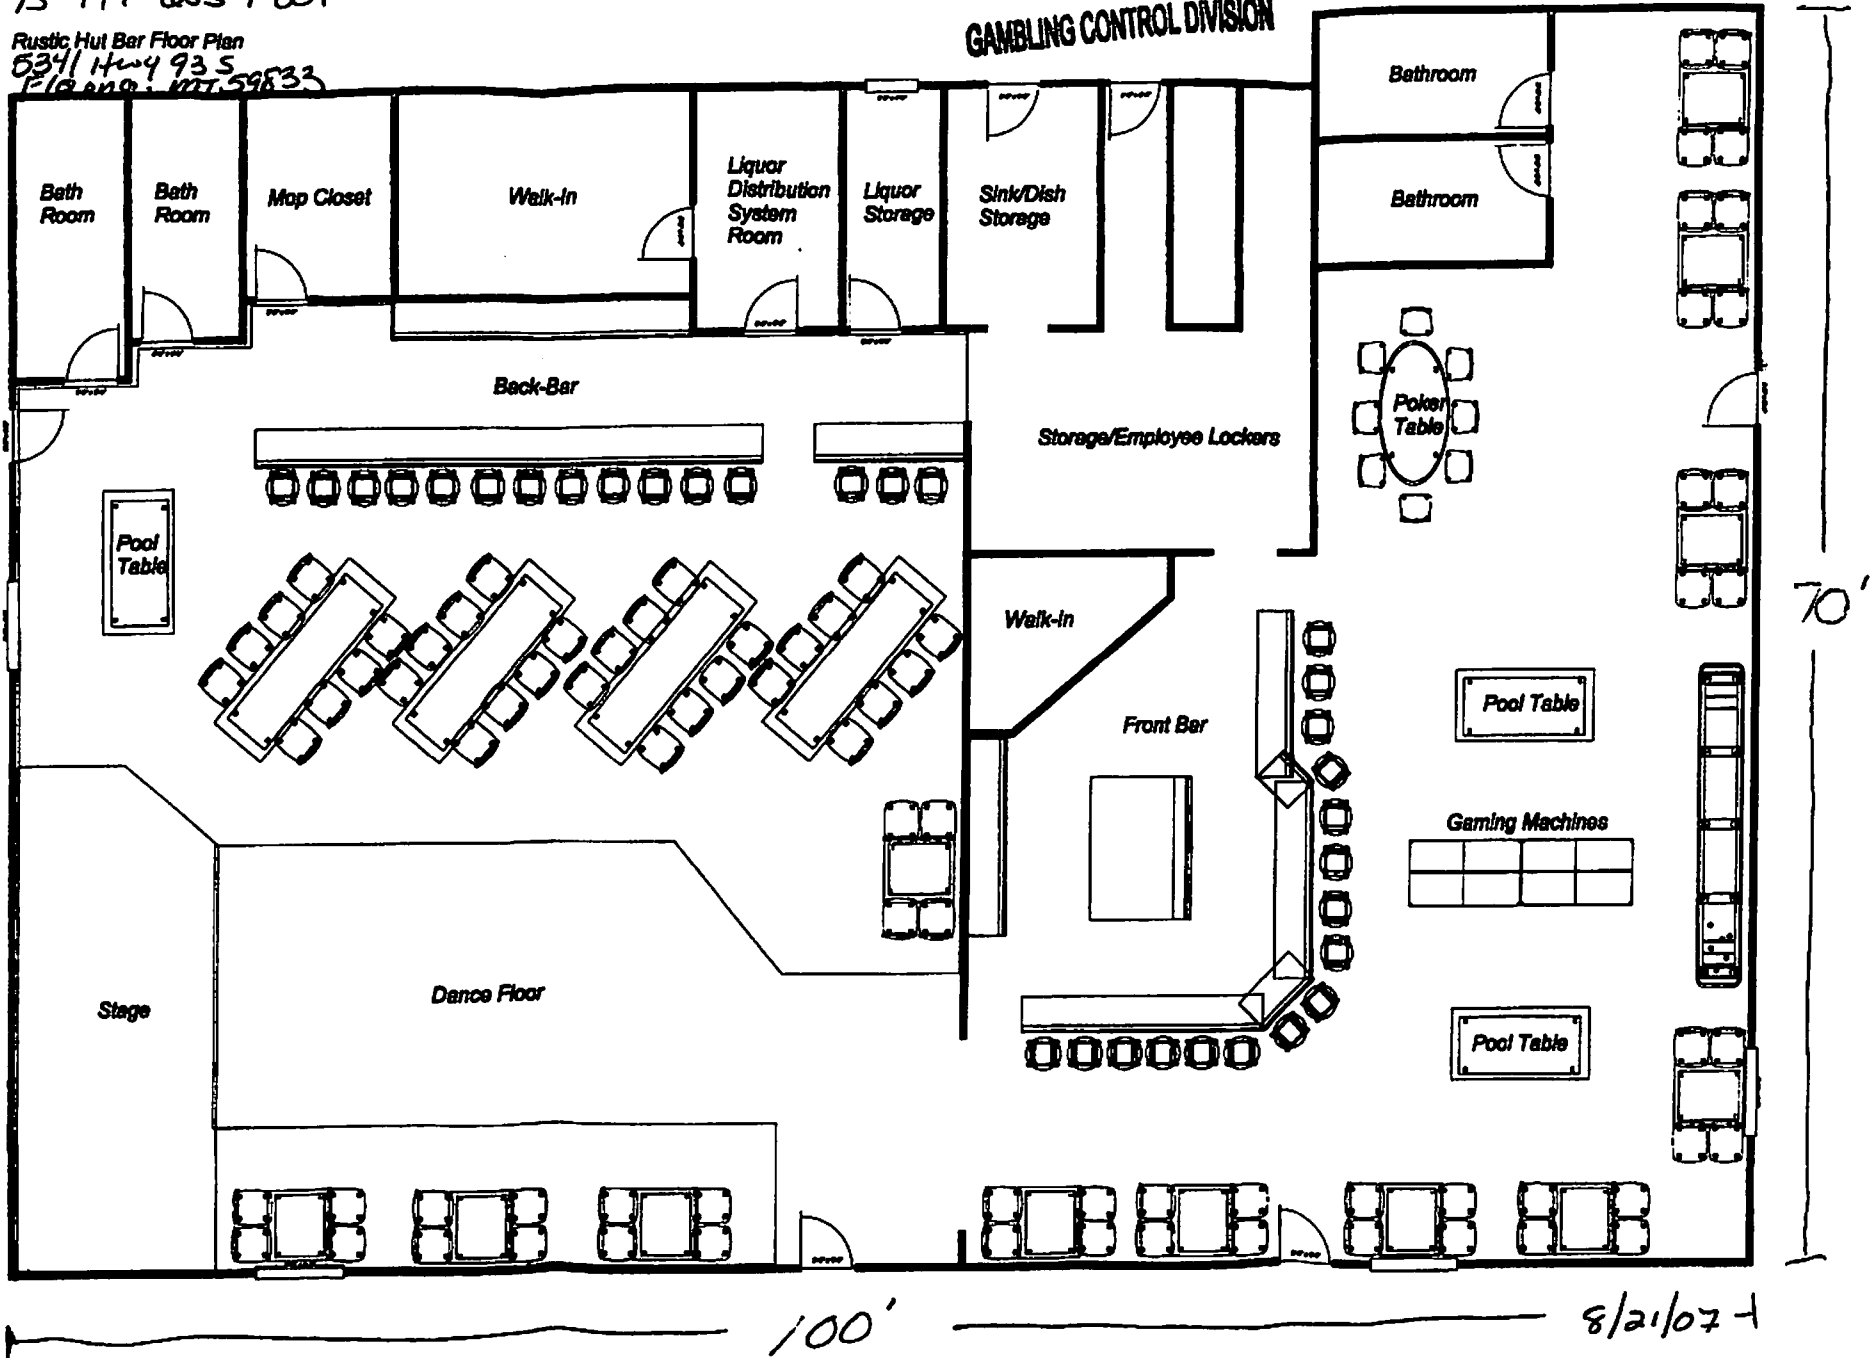 GAMBLING CONTROL DIVISION
Rustic Hut Bar Floor Plan
5341 Hwy 93 S
MT. 59833
Bathroom
Bath
Room
Bath
Room
Mop Closet
Walk-In
Liquor
Distribution
System
Room
Liquor
Storage
Sink/Dish
Storage
Bathroom
Back-Bar
Storage/Employee Lockers
Poker
Table
Pool
Table
Walk-in
70'
Front Bar
Pool Table
Gaming Machines
Stage
Dance Floor
Pool Table
100'
8/21/07